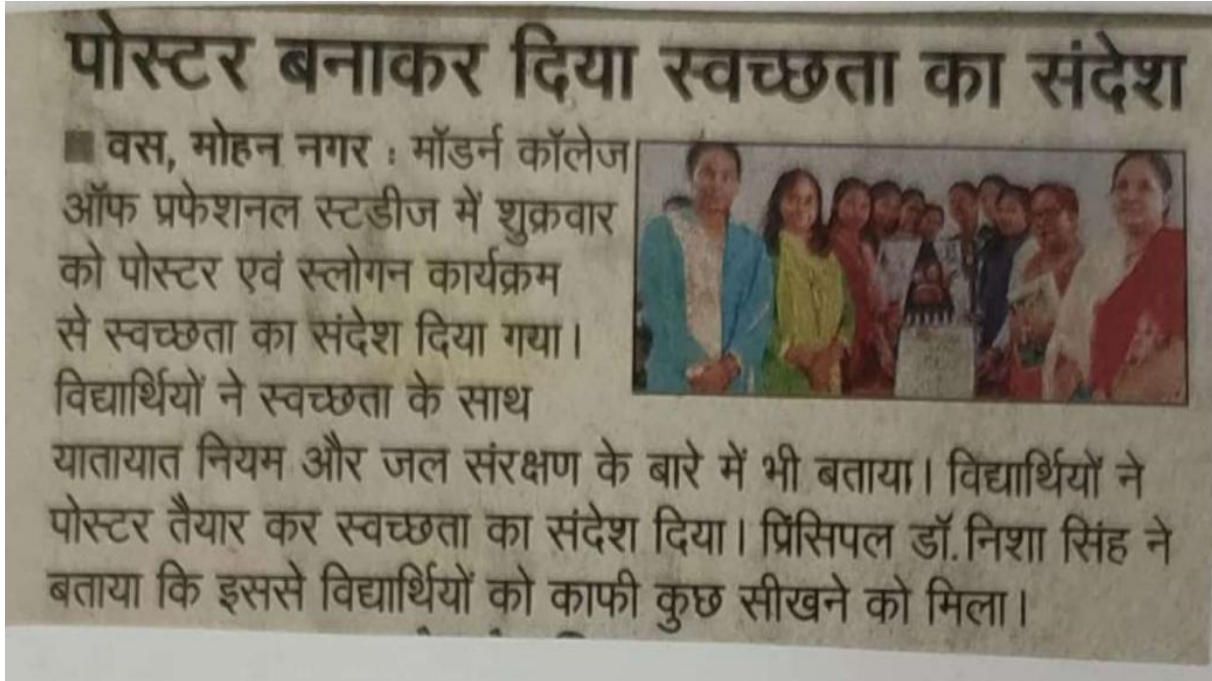 पोस्टर बनाकर दिया स्वच्छता का संदेश
■ वस, मोहन नगर : मॉडर्न कॉलेज
ऑफ प्रफेशनल स्टडीज में शुक्रवार
को पोस्टर एवं स्लोगन कार्यक्रम
से स्वच्छता का संदेश दिया गया।
विद्यार्थियों ने स्वच्छता के साथ
यातायात नियम और जल संरक्षण के बारे में भी बताया। विद्यार्थियों ने
पोस्टर तैयार कर स्वच्छता का संदेश दिया। प्रिंसिपल डॉ. निशा सिंह ने
बताया कि इससे विद्यार्थियों को काफी कुछ सीखने को मिला।